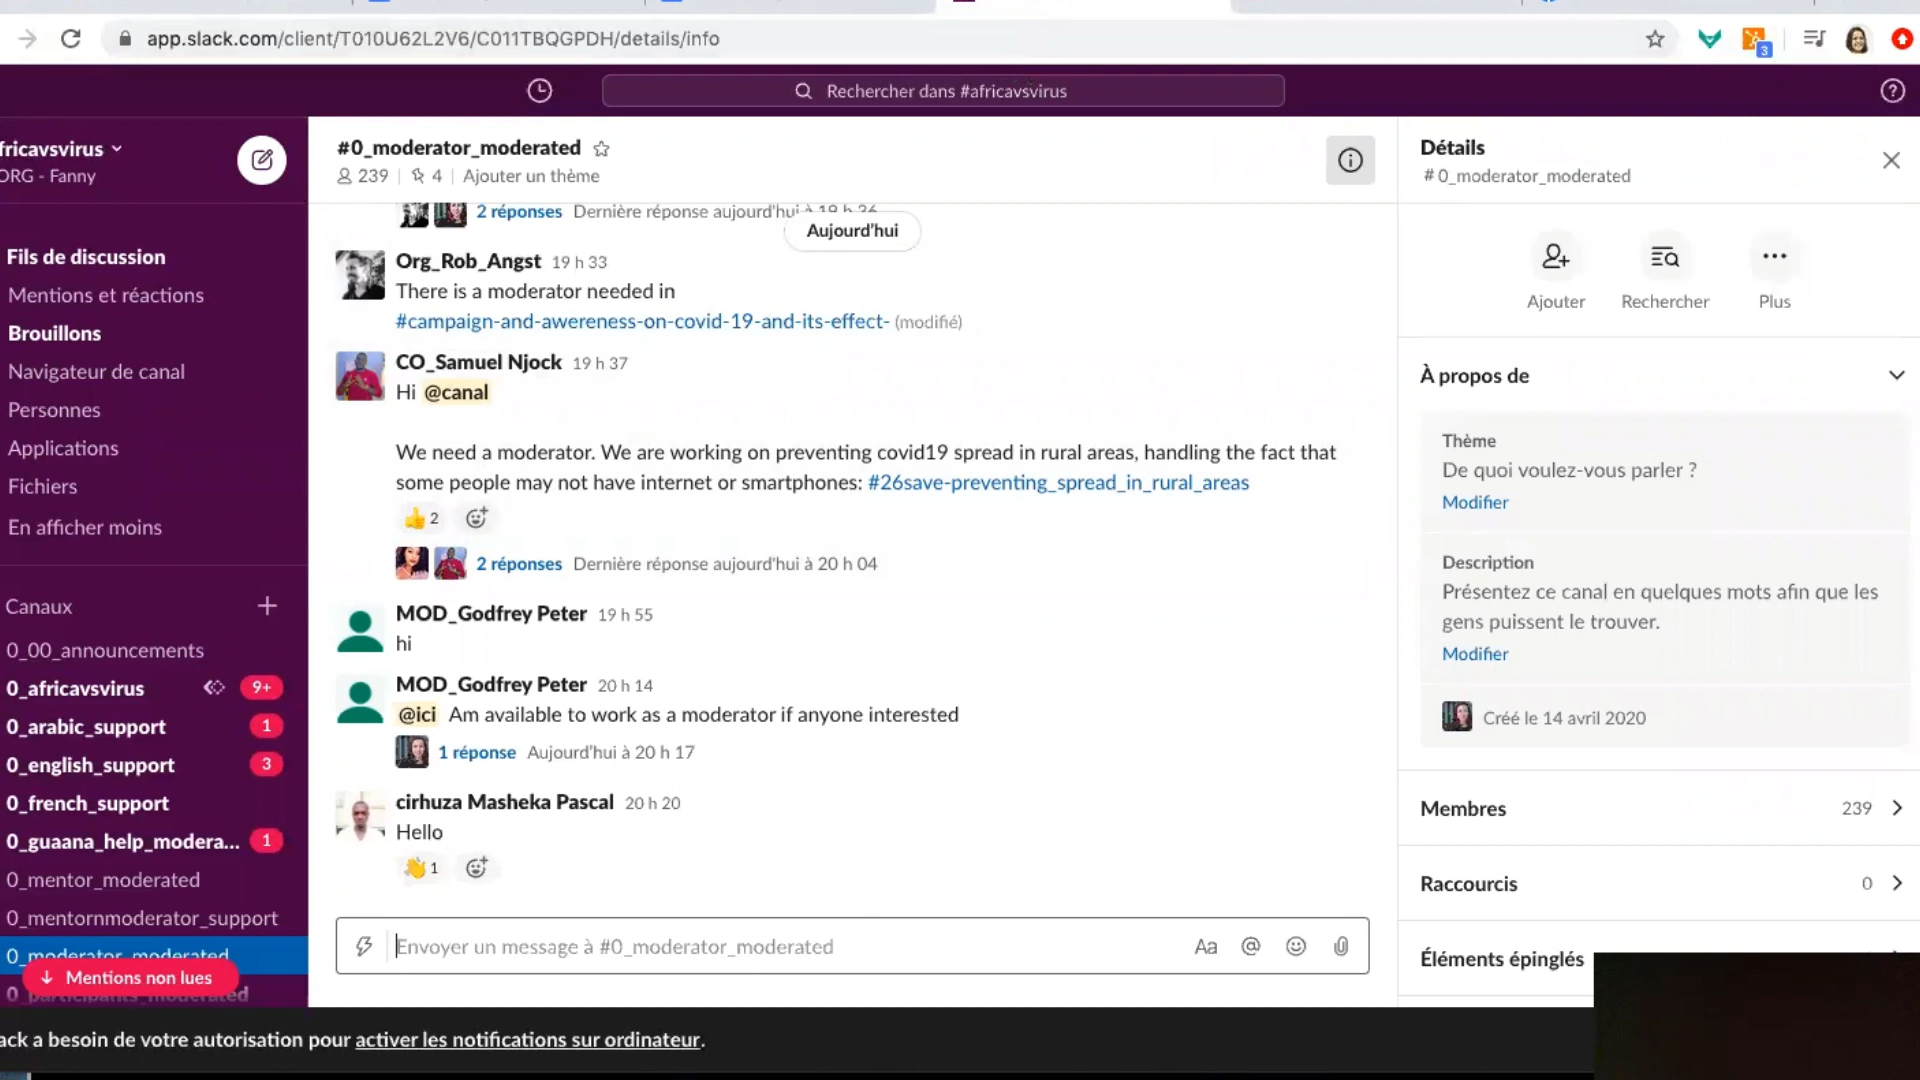 app.slack.com/client/T010U62L2V6/C011TBQGPDH/details/info
3
Rechercher dans #africavsvirus
fricavsvirus
ORG - Fanny
Fils de discussion
Mentions et réactions
Brouillons
Navigateur de canal
Personnes
Applications
Fichiers
En afficher moins
Canaux
0_00_announcements
0_africavsvirus 9+
0_arabic_support 1
0_english_support 3
0_french_support
0_guaana_help_modera... 1
0_mentor_moderated
0_mentornmoderator_support
0_moderator_moderated
Mentions non lues
0_participants_moderated
#0_moderator_moderated
239 | 4 | Ajouter un thème
2 réponses Dernière réponse aujourd'hui à 19 h 36
Aujourd'hui
Org_Rob_Angst 19 h 33
There is a moderator needed in
#campaign-and-awereness-on-covid-19-and-its-effect- (modifié)
CO_Samuel Njock 19 h 37
Hi @canal
We need a moderator. We are working on preventing covid19 spread in rural areas, handling the fact that
some people may not have internet or smartphones: #26save-preventing_spread_in_rural_areas
2
2 réponses Dernière réponse aujourd'hui à 20 h 04
MOD_Godfrey Peter 19 h 55
hi
MOD_Godfrey Peter 20 h 14
@ici Am available to work as a moderator if anyone interested
1 réponse Aujourd'hui à 20 h 17
cirhuza Masheka Pascal 20 h 20
Hello
1
Envoyer un message à #0_moderator_moderated
Aa @
Détails
# 0_moderator_moderated
Ajouter Rechercher Plus
À propos de
Thème
De quoi voulez-vous parler ?
Modifier
Description
Présentez ce canal en quelques mots afin que les
gens puissent le trouver.
Modifier
Créé le 14 avril 2020
Membres 239
Raccourcis 0
Éléments épinglés
ack a besoin de votre autorisation pour activer les notifications sur ordinateur.